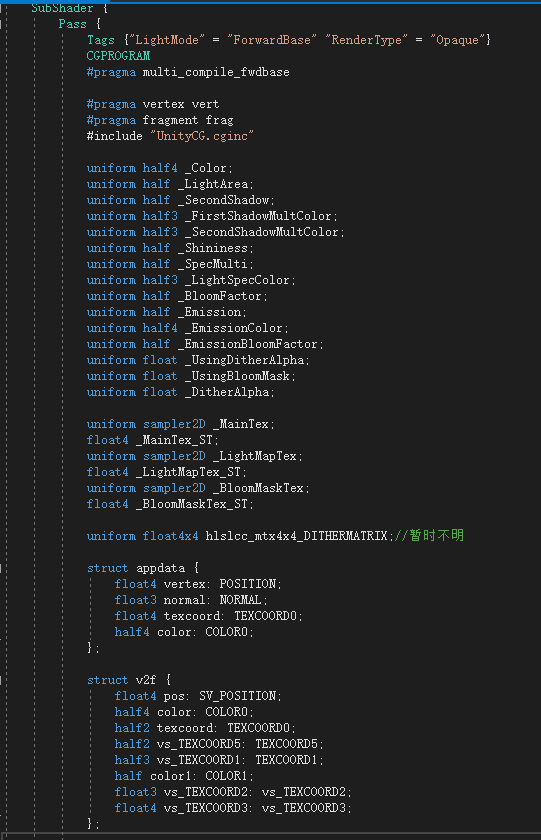 SubShader {
Pass {
Tags {"LightMode" = "ForwardBase" "RenderType" = "Opaque"}
CGPROGRAM
#pragma multi_compile_fwdbase
#pragma vertex vert
#pragma fragment frag
#include "UnityCG.cginc"
uniform half4 _Color;
uniform half _LightArea;
uniform half _SecondShadow;
uniform half3 _FirstShadowMultColor;
uniform half3 _SecondShadowMultColor;
uniform half _Shininess;
uniform half _SpecMulti;
uniform half3 _LightSpecColor;
uniform half _BloomFactor;
uniform half _Emission;
uniform half4 _EmissionColor;
uniform half _EmissionBloomFactor;
uniform float _UsingDitherAlpha;
uniform float _UsingBloomMask;
uniform float _DitherAlpha;
uniform sampler2D _MainTex;
float4 _MainTex_ST;
uniform sampler2D _LightMapTex;
float4 _LightMapTex_ST;
uniform sampler2D _BloomMaskTex;
float4 _BloomMaskTex_ST;
uniform float4x4 hlslcc_mtx4x4_DITHERMATRIX;//暂时不明
struct appdata {
float4 vertex: POSITION;
float3 normal: NORMAL;
float4 texcoord: TEXCOORD0;
half4 color: COLOR0;
};
struct v2f {
float4 pos: SV_POSITION;
half4 color: COLOR0;
half2 texcoord: TEXCOORD0;
half2 vs_TEXCOORD5: TEXCOORD5;
half3 vs_TEXCOORD1: TEXCOORD1;
half color1: COLOR1;
float3 vs_TEXCOORD2: vs_TEXCOORD2;
float4 vs_TEXCOORD3: vs_TEXCOORD3;
};